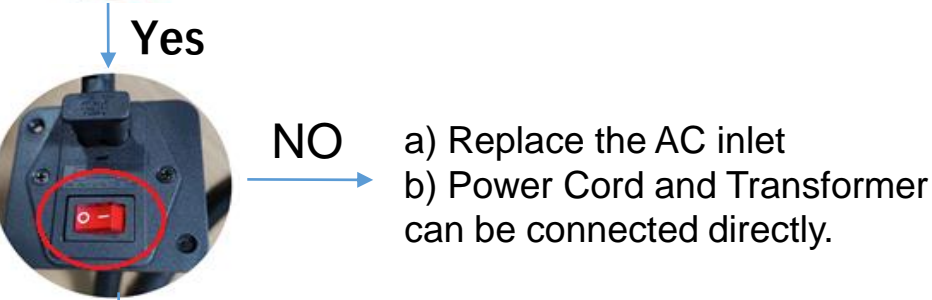 Yes
NO
a) Replace the AC inlet
b) Power Cord and Transformer
can be connected directly.